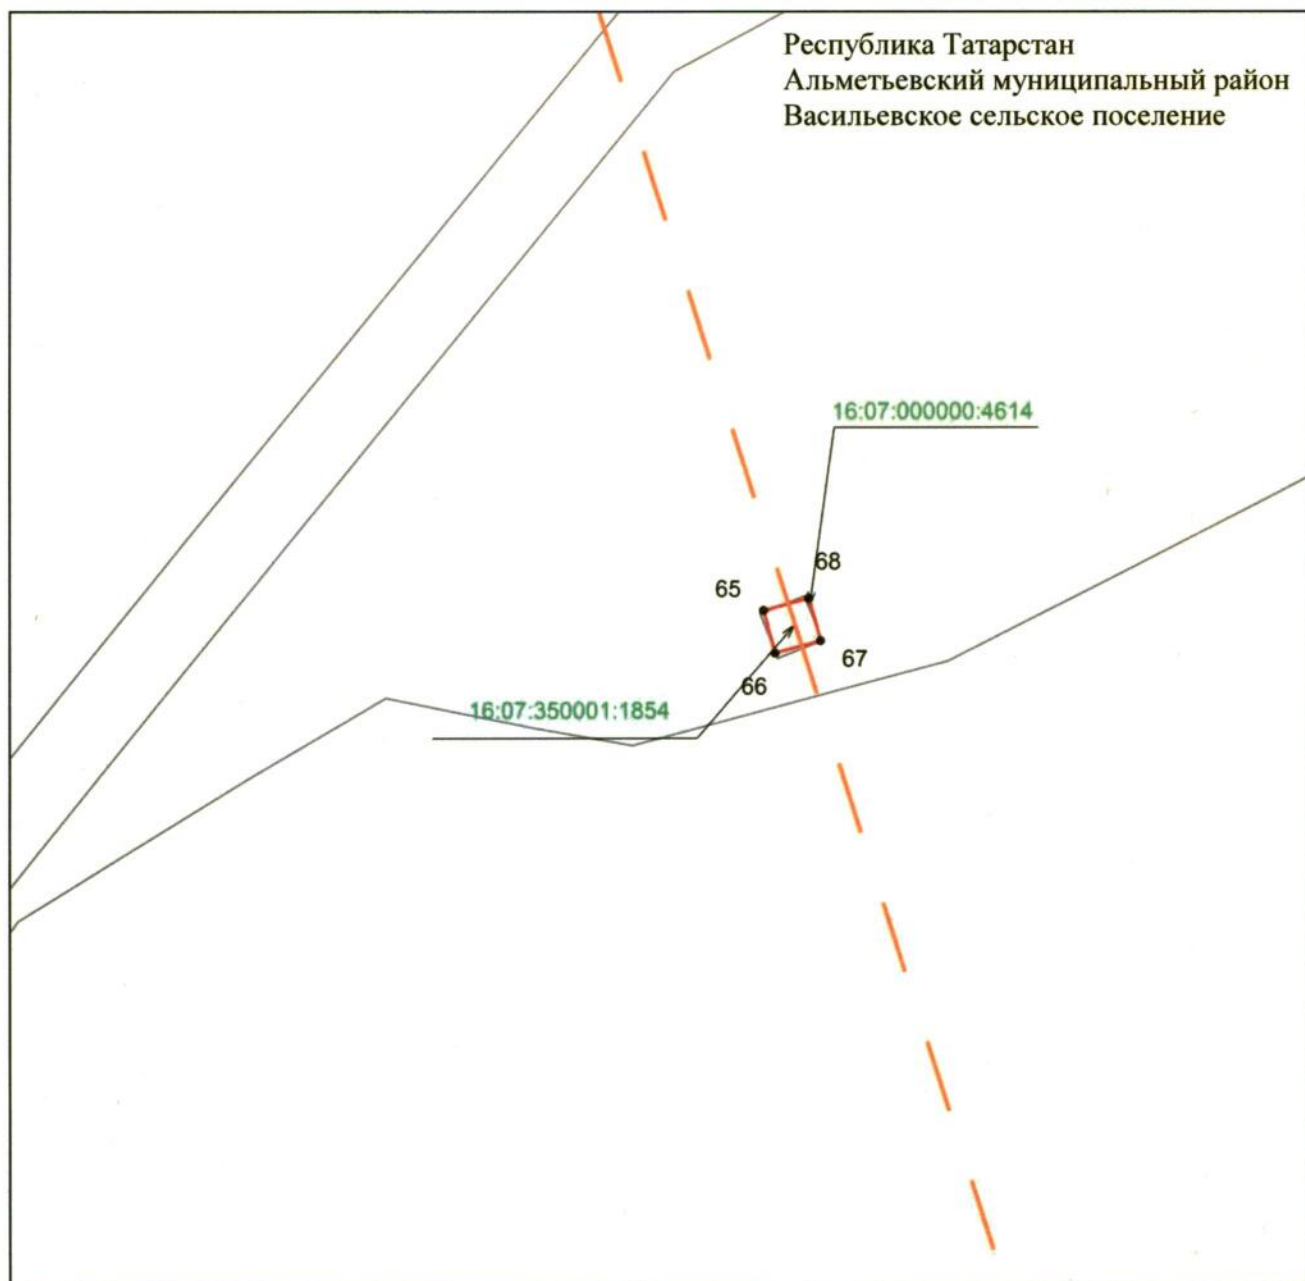 Республика Татарстан
Альметьевский муниципальный район
Васильевское сельское поселение
16:07:000000:4614
68
65
67
66
16:07:350001:1854